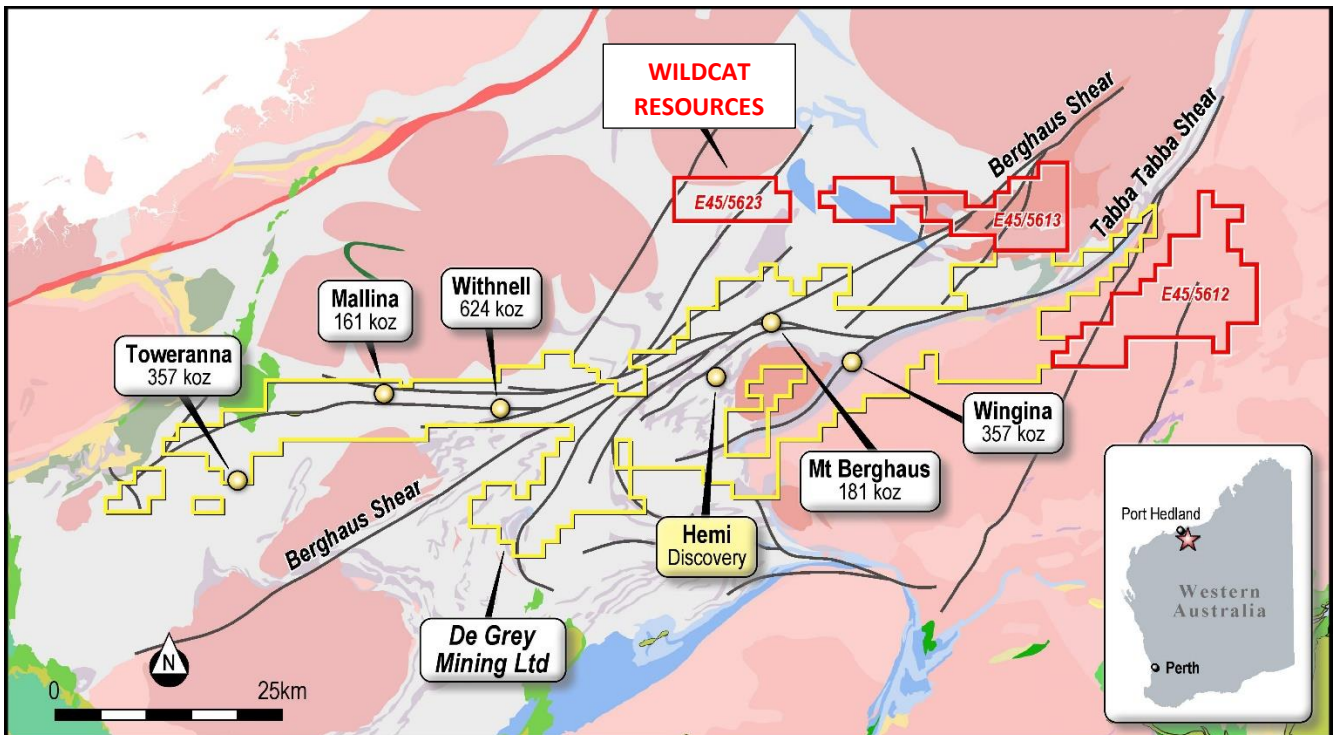 WILDCAT
RESOURCES
Berghaus Shear
Tabba Tabba Shear
E45/5623
E45/5613
E45/5612
Mallina
161 koz
Withnell
624 koz
Toweranna
357 koz
Wingina
357 koz
Mt Berghaus
181 koz
Hemi
Discovery
Berghaus Shear
De Grey
Mining Ltd
N
0
25km
Port Hedland
Western
Australia
Perth